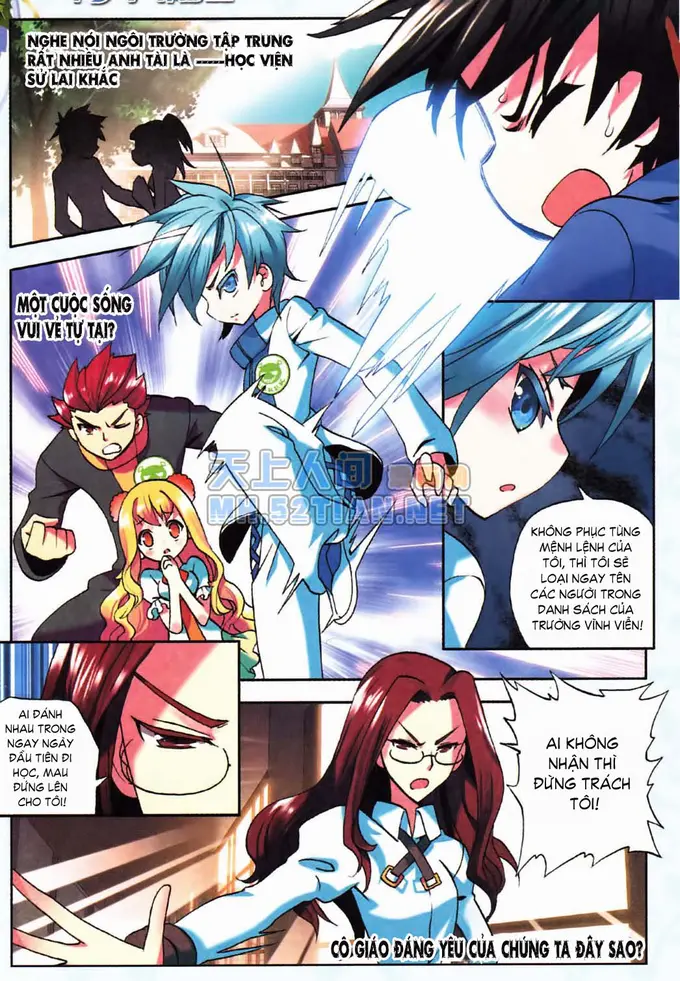 NGHE NÓI NGÔI TRƯỜNG TẬP TRUNG
RẤT NHIỀU ANH TÀI LÀ -----HỌC VIỆN
SỬ LAI KHẮC
MỘT CUỘC SỐNG
VUI VẺ TỰ TẠI?
天上人间
MH.52TIAN.NET
KHÔNG PHỤC TÙNG
MỆNH LỆNH CỦA
TÔI, THÌ TÔI SẼ
LOẠI NGAY TÊN
CÁC NGƯỜI TRONG
DANH SÁCH CỦA
TRƯỜNG VĨNH VIỄN!
AI ĐÁNH
NHAU TRONG
NGAY NGÀY
ĐẦU TIÊN ĐI
HỌC, MAU
ĐỨNG LÊN
CHO TÔI!
AI KHÔNG
NHẬN THÌ
ĐỪNG TRÁCH
TÔI!
CÔ GIÁO ĐÁNG YÊU CỦA CHÚNG TA ĐÂY SAO?